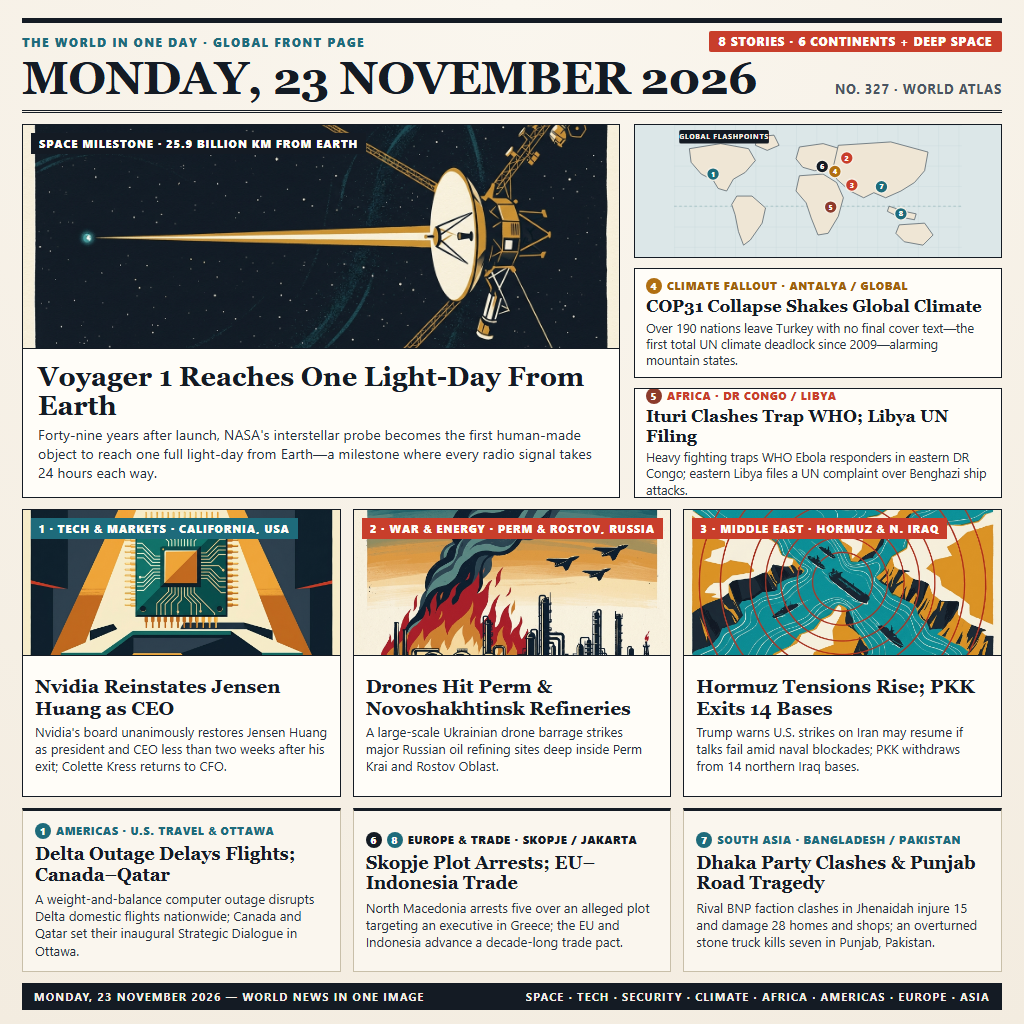 THE WORLD IN ONE DAY · GLOBAL FRONT PAGE
8 STORIES · 6 CONTINENTS + DEEP SPACE
MONDAY, 23 NOVEMBER 2026
NO. 327 · WORLD ATLAS
SPACE MILESTONE · 25.9 BILLION KM FROM EARTH
4
Voyager 1 Reaches One Light-Day From
Earth
Forty-nine years after launch, NASA's interstellar probe becomes the first human-made
object to reach one full light-day from Earth—a milestone where every radio signal takes
24 hours each way.
GLOBAL FLASHPOINTS
1
6
2
4
3
7
5
8
4 CLIMATE FALLOUT · ANTALYA / GLOBAL
COP31 Collapse Shakes Global Climate
Over 190 nations leave Turkey with no final cover text—the
first total UN climate deadlock since 2009—alarming
mountain states.
5 AFRICA · DR CONGO / LIBYA
Ituri Clashes Trap WHO; Libya UN
Filing
Heavy fighting traps WHO Ebola responders in eastern DR
Congo; eastern Libya files a UN complaint over Benghazi ship
attacks.
1 · TECH & MARKETS · CALIFORNIA, USA
Nvidia Reinstates Jensen
Huang as CEO
Nvidia's board unanimously restores Jensen Huang
as president and CEO less than two weeks after his
exit; Colette Kress returns to CFO.
2 · WAR & ENERGY · PERM & ROSTOV, RUSSIA
Drones Hit Perm &
Novoshakhtinsk Refineries
A large-scale Ukrainian drone barrage strikes
major Russian oil refining sites deep inside Perm
Krai and Rostov Oblast.
3 · MIDDLE EAST · HORMUZ & N. IRAQ
Hormuz Tensions Rise; PKK
Exits 14 Bases
Trump warns U.S. strikes on Iran may resume if
talks fail amid naval blockades; PKK withdraws
from 14 northern Iraq bases.
1 AMERICAS · U.S. TRAVEL & OTTAWA
Delta Outage Delays Flights;
Canada–Qatar
A weight-and-balance computer outage disrupts
Delta domestic flights nationwide; Canada and
Qatar set their inaugural Strategic Dialogue in
Ottawa.
6 8 EUROPE & TRADE · SKOPJE / JAKARTA
Skopje Plot Arrests; EU–
Indonesia Trade
North Macedonia arrests five over an alleged plot
targeting an executive in Greece; the EU and
Indonesia advance a decade-long trade pact.
7 SOUTH ASIA · BANGLADESH / PAKISTAN
Dhaka Party Clashes & Punjab
Road Tragedy
Rival BNP faction clashes in Jhenaidah injure 15
and damage 28 homes and shops; an overturned
stone truck kills seven in Punjab, Pakistan.
MONDAY, 23 NOVEMBER 2026 — WORLD NEWS IN ONE IMAGE
SPACE · TECH · SECURITY · CLIMATE · AFRICA · AMERICAS · EUROPE · ASIA